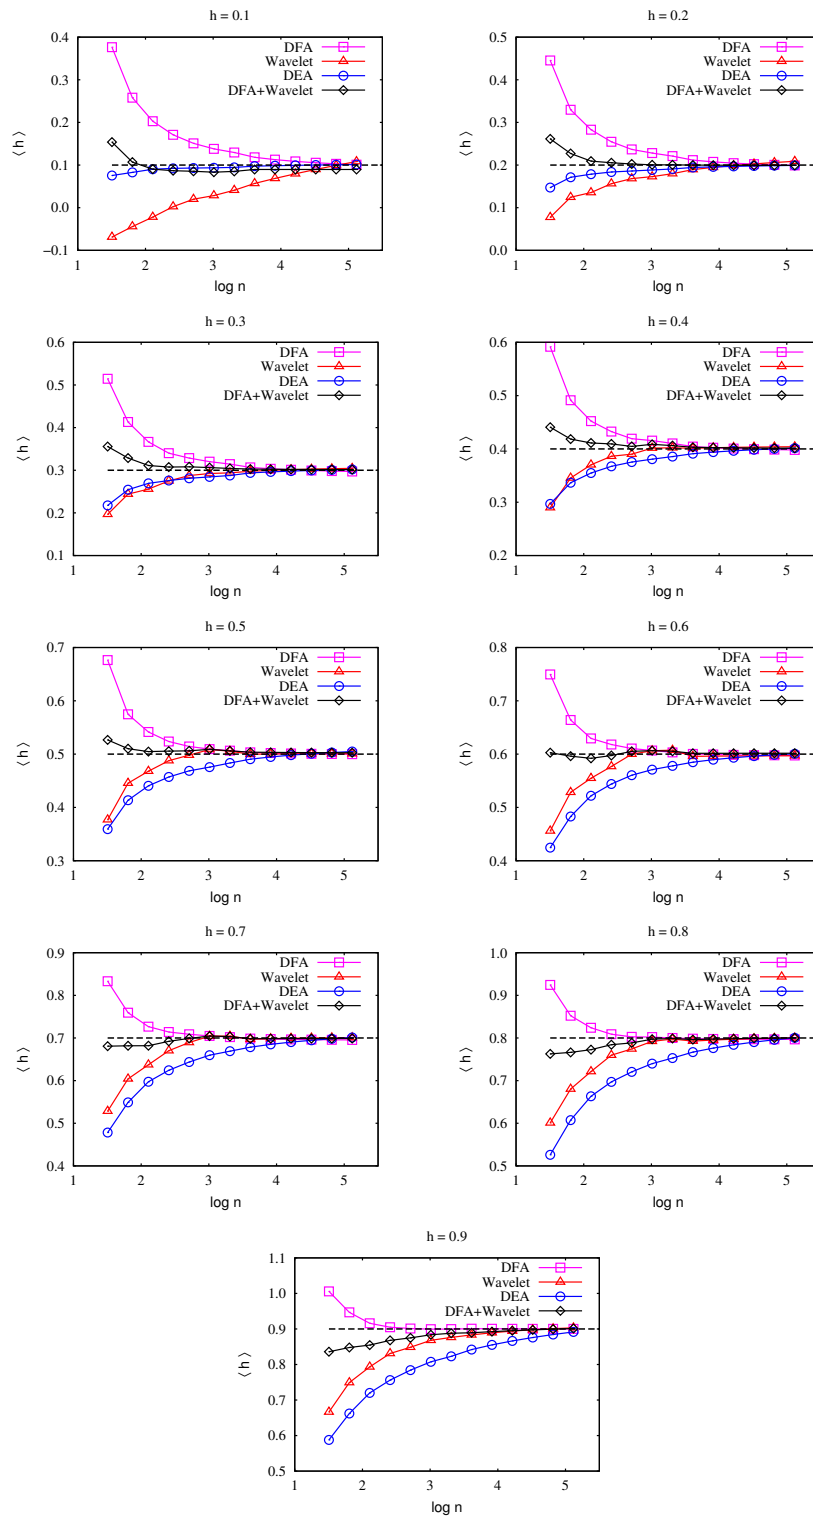 h = 0.1
0.4
0.3
0.2
0.1
0.0
−0.1
⟨ h ⟩
1 2 3 4 5
log n
DFA
Wavelet
DEA
DFA+Wavelet
h = 0.2
0.5
0.4
0.3
0.2
0.1
0.0
⟨ h ⟩
1 2 3 4 5
log n
DFA
Wavelet
DEA
DFA+Wavelet
h = 0.3
0.6
0.5
0.4
0.3
0.2
0.1
⟨ h ⟩
1 2 3 4 5
log n
DFA
Wavelet
DEA
DFA+Wavelet
h = 0.4
0.6
0.5
0.4
0.3
0.2
⟨ h ⟩
1 2 3 4 5
log n
DFA
Wavelet
DEA
DFA+Wavelet
h = 0.5
0.7
0.6
0.5
0.4
0.3
⟨ h ⟩
1 2 3 4 5
log n
DFA
Wavelet
DEA
DFA+Wavelet
h = 0.6
0.8
0.7
0.6
0.5
0.4
⟨ h ⟩
1 2 3 4 5
log n
DFA
Wavelet
DEA
DFA+Wavelet
h = 0.7
0.9
0.8
0.7
0.6
0.5
0.4
⟨ h ⟩
1 2 3 4 5
log n
DFA
Wavelet
DEA
DFA+Wavelet
h = 0.8
1.0
0.9
0.8
0.7
0.6
0.5
⟨ h ⟩
1 2 3 4 5
log n
DFA
Wavelet
DEA
DFA+Wavelet
h = 0.9
1.1
1.0
0.9
0.8
0.7
0.6
0.5
⟨ h ⟩
1 2 3 4 5
log n
DFA
Wavelet
DEA
DFA+Wavelet